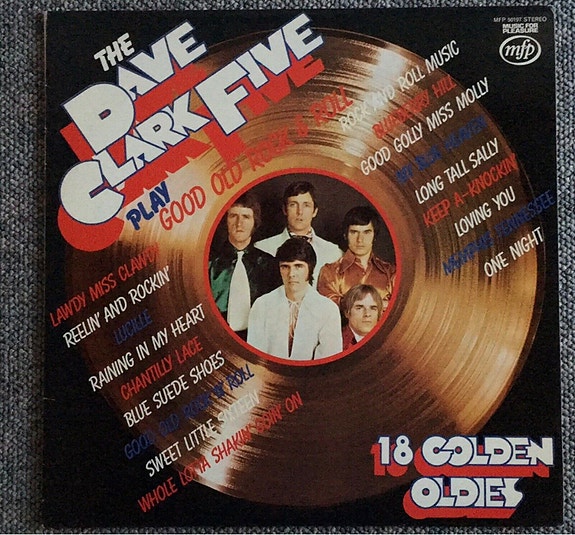 MFP 50197 STEREO
MUSIC FOR
PLEASURE
mfp
THE
DAVE
CLARK FIVE
PLAY
GOOD OLD ROCK & ROLL
ROCK AND ROLL MUSIC
BLUEBERRY HILL
GOOD GOLLY MISS MOLLY
MY BLUE HEAVEN
LONG TALL SALLY
KEEP A-KNOCKIN'
LOVING YOU
MEMPHIS TENNESSEE
ONE NIGHT
LAWDY MISS CLAWDY
REELIN' AND ROCKIN'
LUCILLE
RAINING IN MY HEART
CHANTILLY LACE
BLUE SUEDE SHOES
GOOD OLD ROCK N ROLL
SWEET LITTLE SIXTEEN
WHOLE LOTTA SHAKIN' GOIN' ON
18 GOLDEN
OLDIES